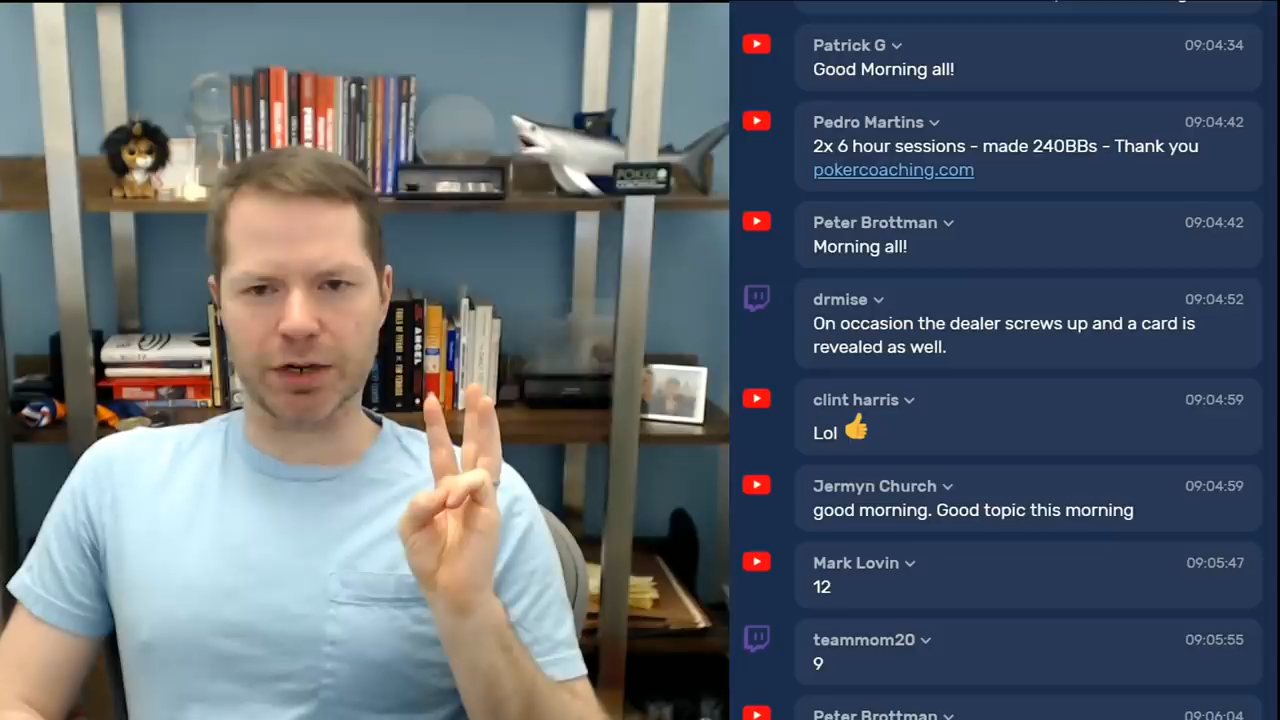 Patrick G
09:04:34
Good Morning all!
Pedro Martins
09:04:42
2x 6 hour sessions - made 240BBs - Thank you
pokercoaching.com
Peter Brottman
09:04:42
Morning all!
drmise
09:04:52
On occasion the dealer screws up and a card is
revealed as well.
clint harris
09:04:59
Lol 👍
Jermyn Church
09:04:59
good morning. Good topic this morning
Mark Lovin
09:05:47
12
teammom20
09:05:55
9
Peter Brottman
09:06:04
POKER
COACHING
ANGEL